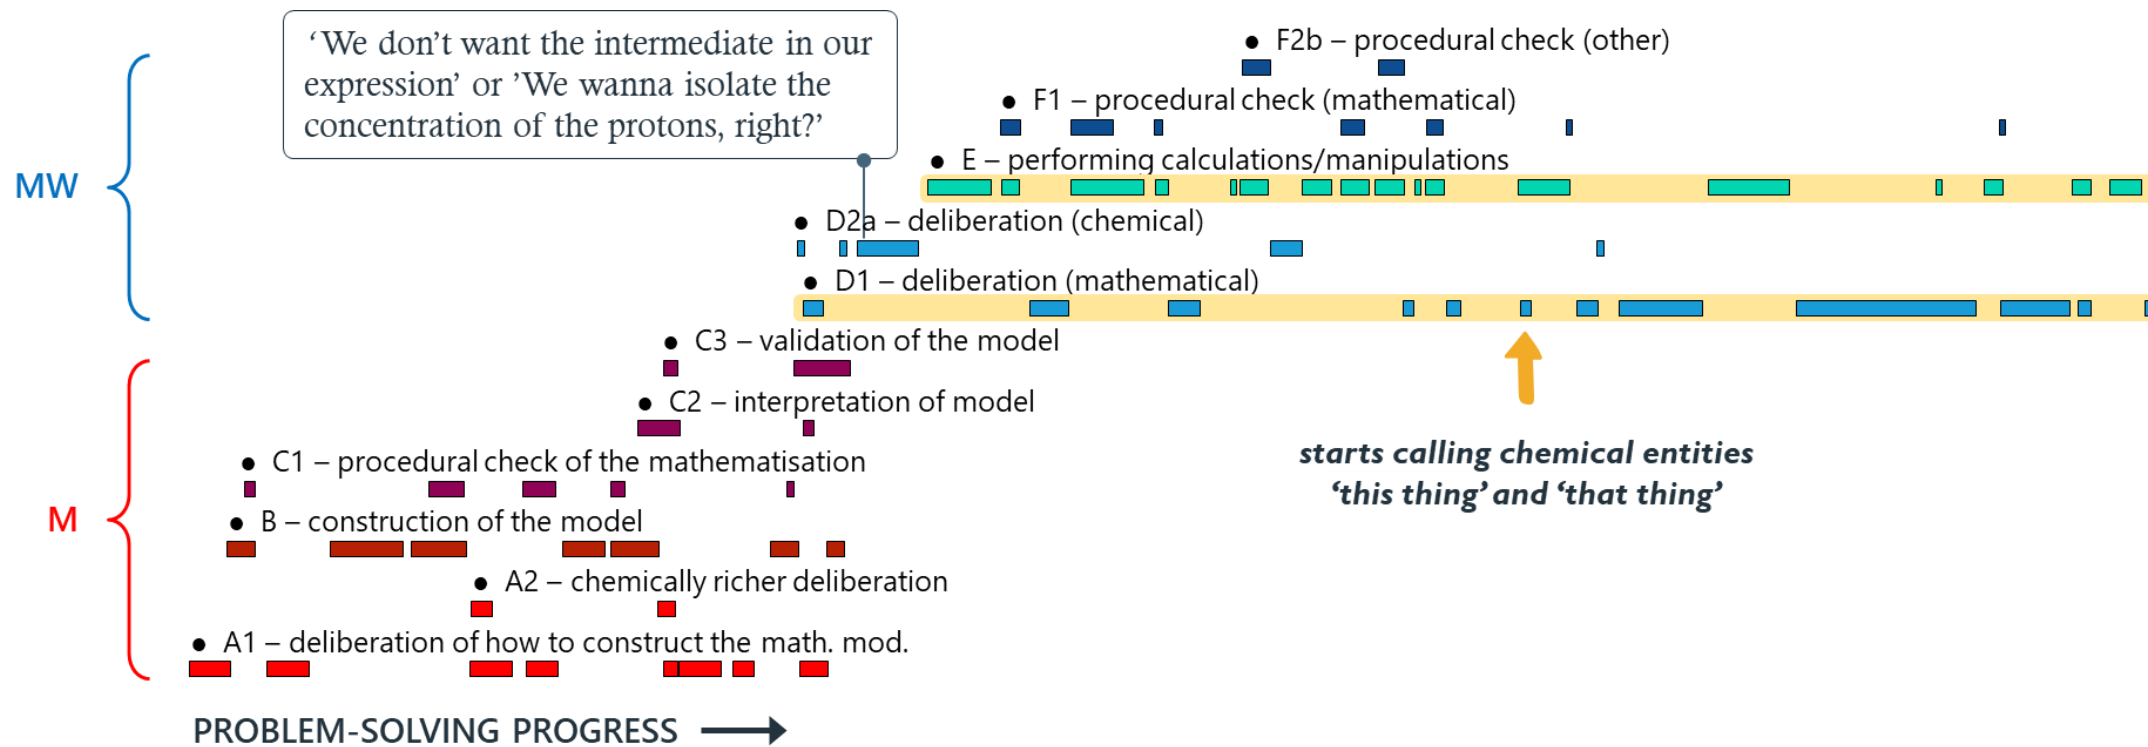 ‘We don’t want the intermediate in our
expression’ or ’We wanna isolate the
concentration of the protons, right?’
● F2b – procedural check (other)
● F1 – procedural check (mathematical)
● E – performing calculations/manipulations
MW
● D2a – deliberation (chemical)
● D1 – deliberation (mathematical)
● C3 – validation of the model
● C2 – interpretation of model
starts calling chemical entities
‘this thing’ and ‘that thing’
● C1 – procedural check of the mathematisation
M
● B – construction of the model
● A2 – chemically richer deliberation
● A1 – deliberation of how to construct the math. mod.
PROBLEM-SOLVING PROGRESS